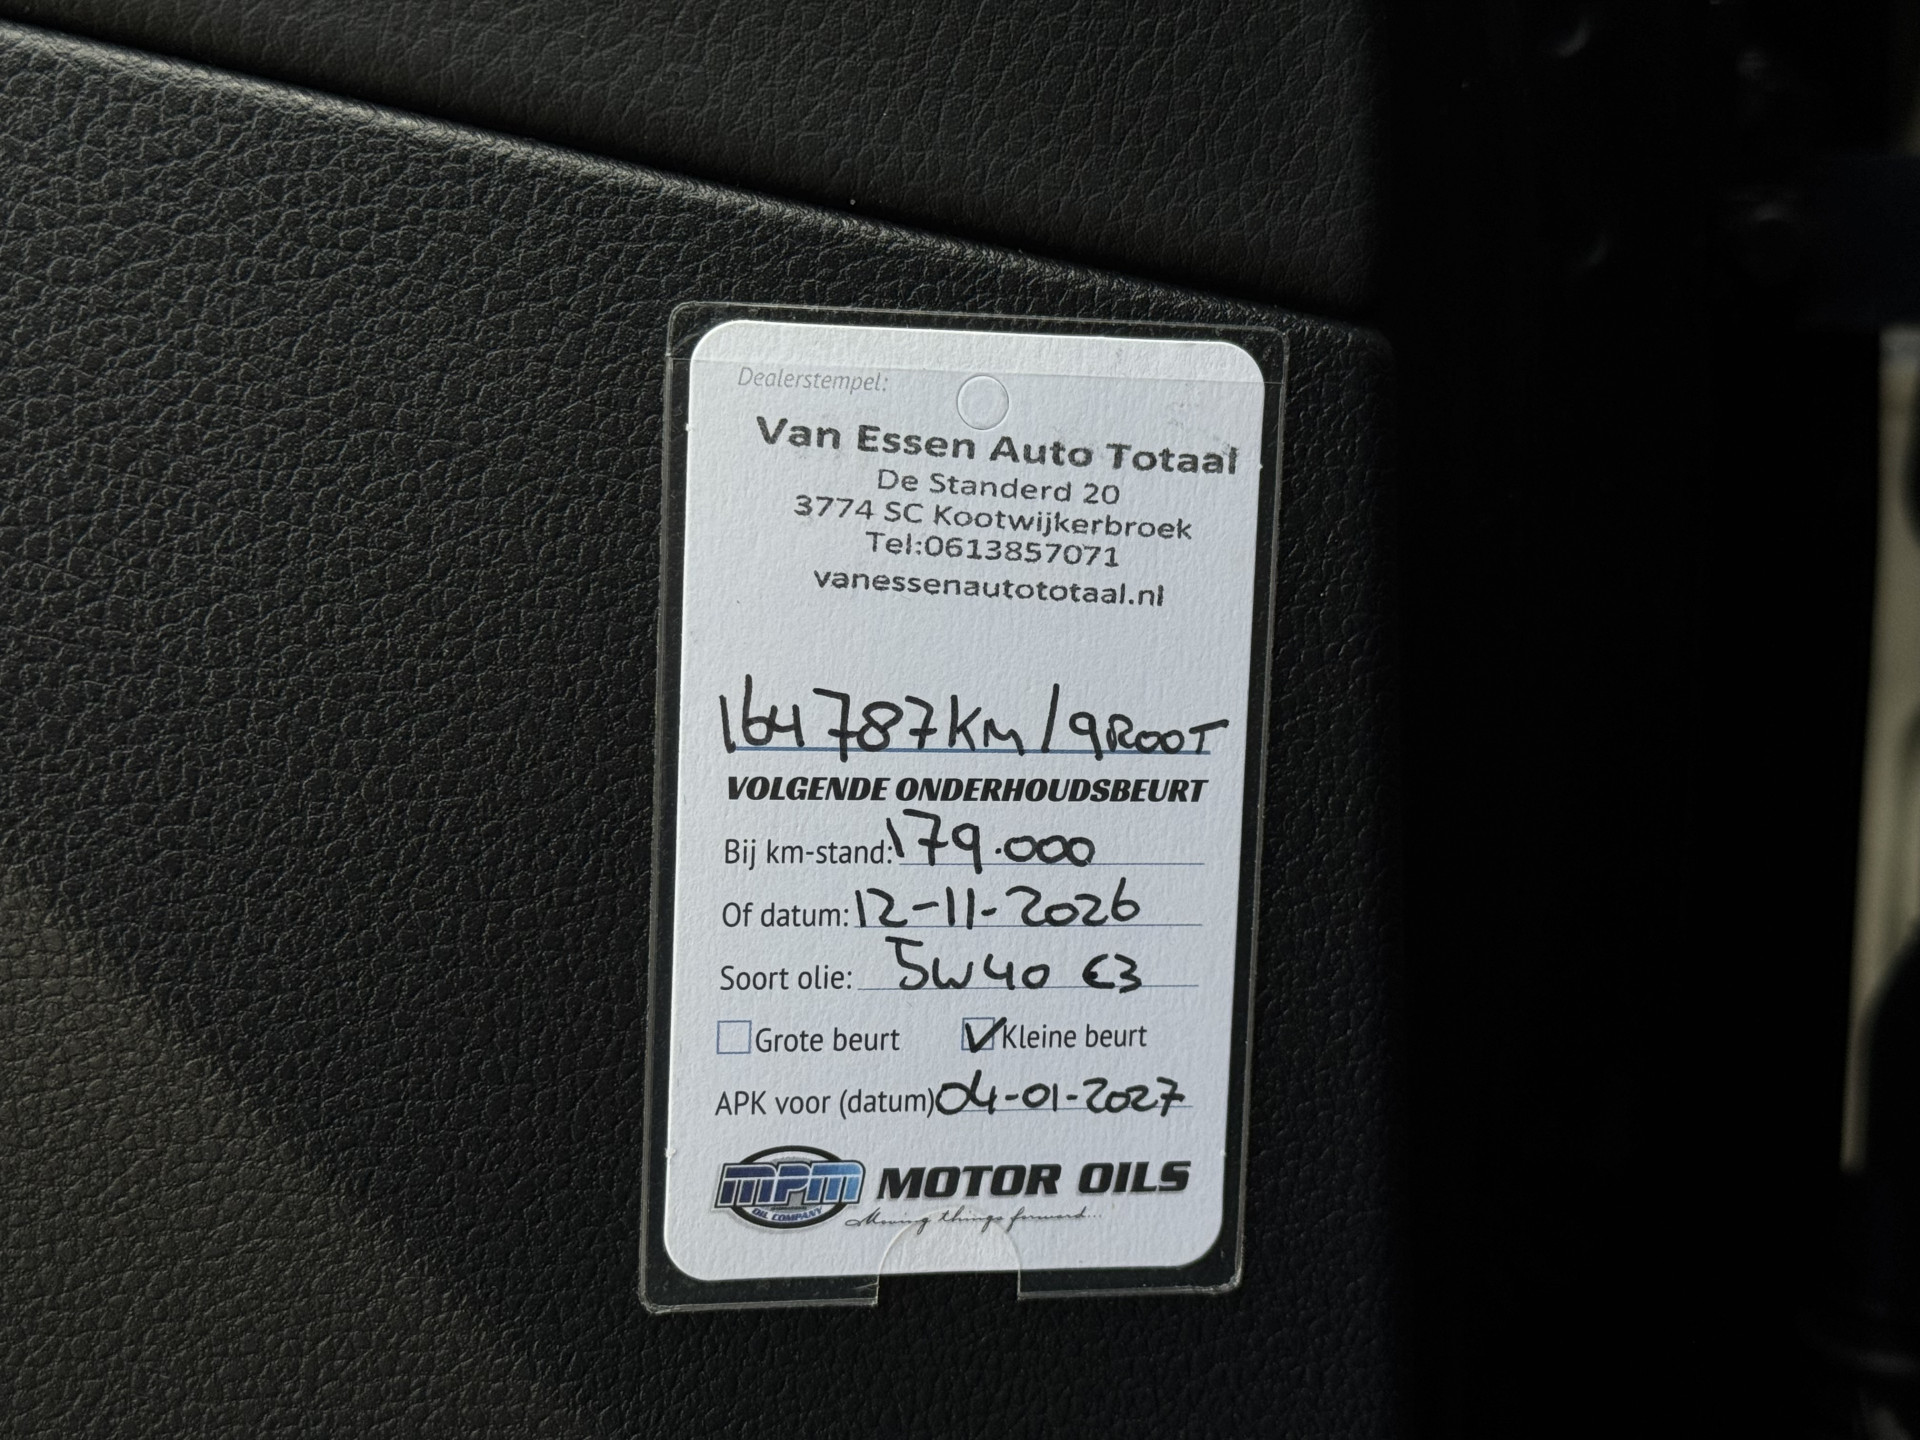 Dealerstempel:
Van Essen Auto Totaal
De Standerd 20
3774 SC Kootwijkerbroek
Tel:0613857071
vanessenautototaal.nl
164787KM/GROOT
VOLGENDE ONDERHOUDSBEURT
Bij km-stand: 179.000
Of datum: 12-11-2026
Soort olie: 5W40 C3
Grote beurt Kleine beurt
APK voor (datum) 04-01-2027
MPM MOTOR OILS
OIL COMPANY
Moving things forward...